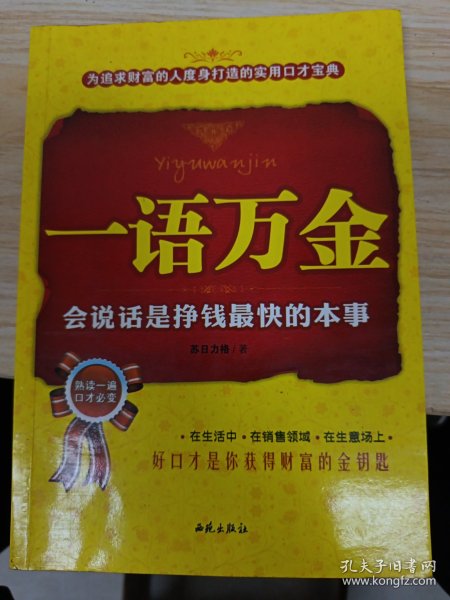 为追求财富的人度身打造的实用口才宝典
Yiyuwanjin
一语万金
会说话是挣钱最快的本事
苏日力格/著
熟读一遍
口才必变
·在生活中·在销售领域·在生意场上·
好口才是你获得财富的金钥匙
西苑出版社
孔夫子旧书网
www.kongfz.com